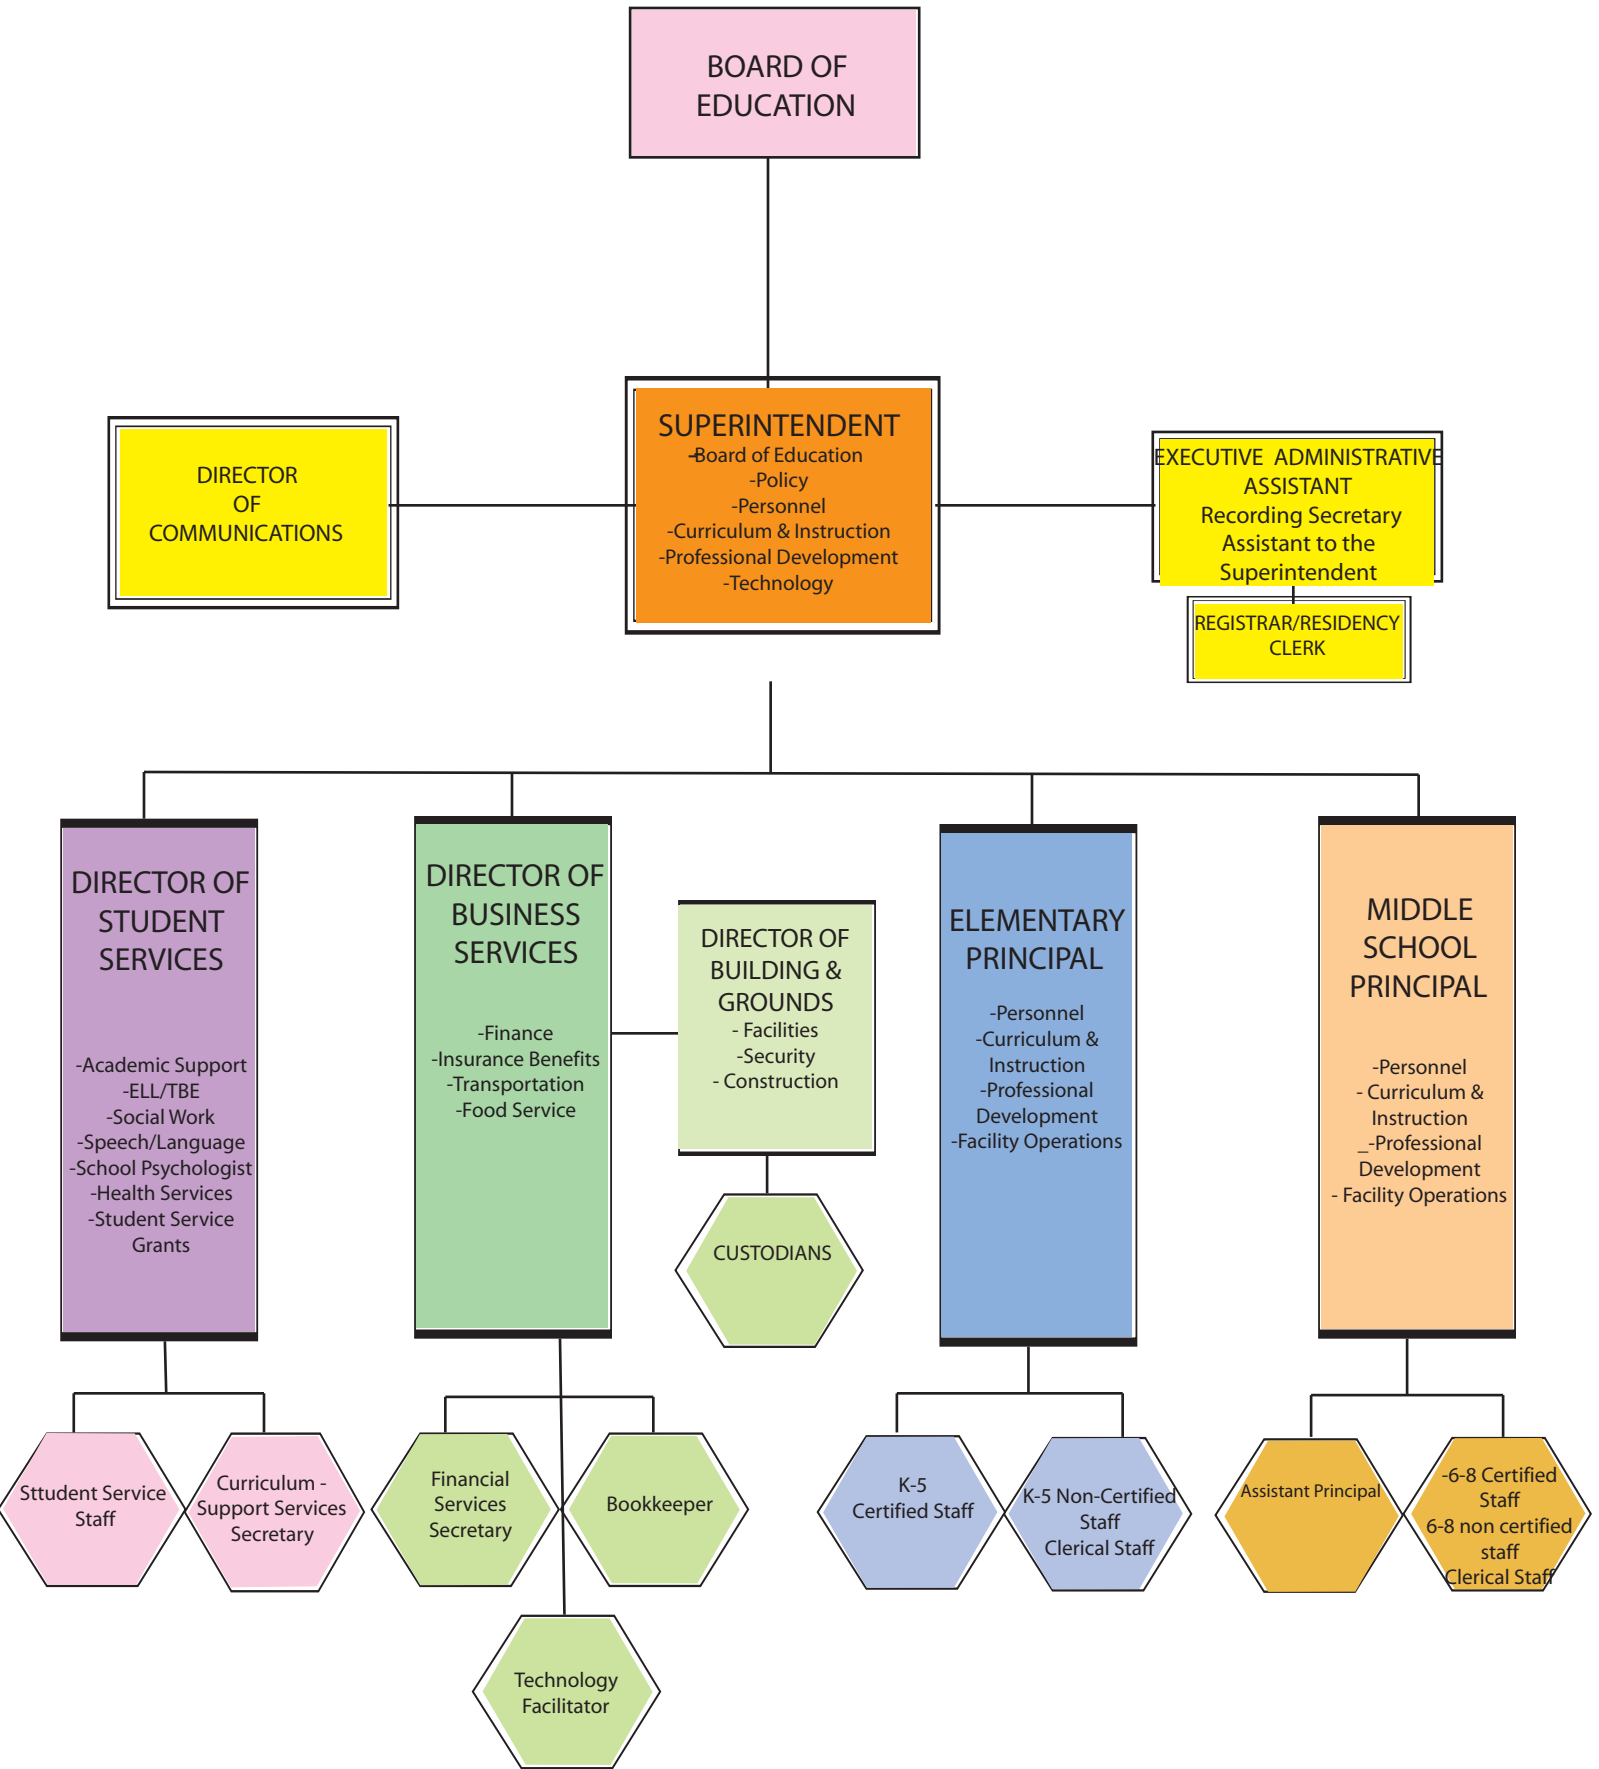 BOARD OF
EDUCATION
SUPERINTENDENT
-Board of Education
-Policy
-Personnel
-Curriculum & Instruction
-Professional Development
-Technology
DIRECTOR
OF
COMMUNICATIONS
EXECUTIVE ADMINISTRATIVE
ASSISTANT
Recording Secretary
Assistant to the
Superintendent
REGISTRAR/RESIDENCY
CLERK
DIRECTOR OF
STUDENT
SERVICES
-Academic Support
-ELL/TBE
-Social Work
-Speech/Language
-School Psychologist
-Health Services
-Student Service
Grants
DIRECTOR OF
BUSINESS
SERVICES
-Finance
-Insurance Benefits
-Transportation
-Food Service
DIRECTOR OF
BUILDING &
GROUNDS
- Facilities
-Security
- Construction
CUSTODIANS
ELEMENTARY
PRINCIPAL
-Personnel
-Curriculum &
Instruction
-Professional
Development
-Facility Operations
MIDDLE
SCHOOL
PRINCIPAL
-Personnel
- Curriculum &
Instruction
_-Professional
Development
- Facility Operations
Sttudent Service
Staff
Curriculum -
Support Services
Secretary
Financial
Services
Secretary
Bookkeeper
Technology
Facilitator
K-5
Certified Staff
K-5 Non-Certified
Staff
Clerical Staff
Assistant Principal
-6-8 Certified
Staff
6-8 non certified
staff
Clerical Staff